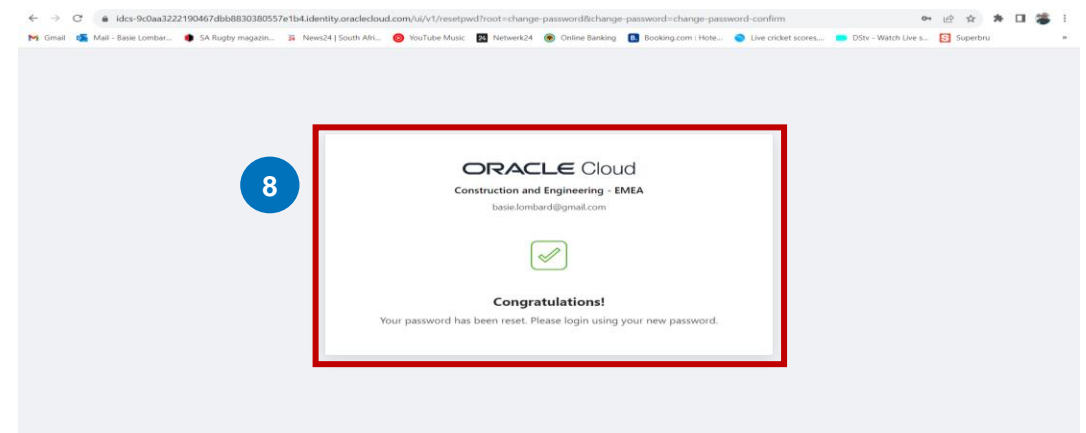 idcs-9c0aa3222190467dbb8830380557e1b4.identity.oraclecloud.com/ui/v1/resetpwd?root=change-password&change-password=change-password-confirm
Gmail Mail - Basie Lombar... SA Rugby magazin... News24 | South Afri... YouTube Music 24 Netwerk24 Online Banking B. Booking.com : Hote... Live cricket scores,... DStv - Watch Live s... S Superbru »
8
ORACLE Cloud
Construction and Engineering - EMEA
basie.lombard@gmail.com
Congratulations!
Your password has been reset. Please login using your new password.